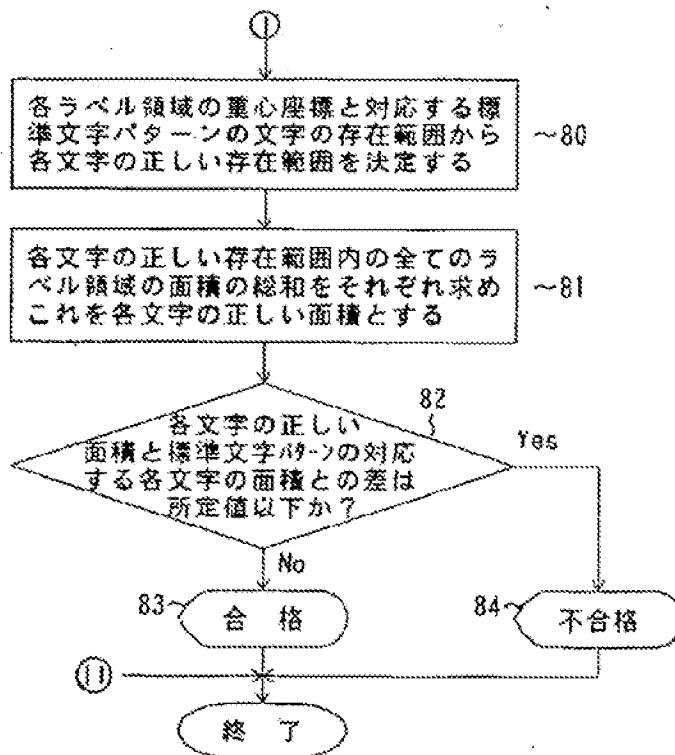 ①
各ラベル領域の重心座標と対応する標
準文字パターンの文字の存在範囲から
各文字の正しい存在範囲を決定する
～80
各文字の正しい存在範囲内の全てのラ
ベル領域の面積の総和をそれぞれ求め
これを各文字の正しい面積とする
～81
82
各文字の正しい
面積と標準文字パターンの対応
する各文字の面積との差は
所定値以下か？
Yes
No
83
合格
84
不合格
⑪
終了